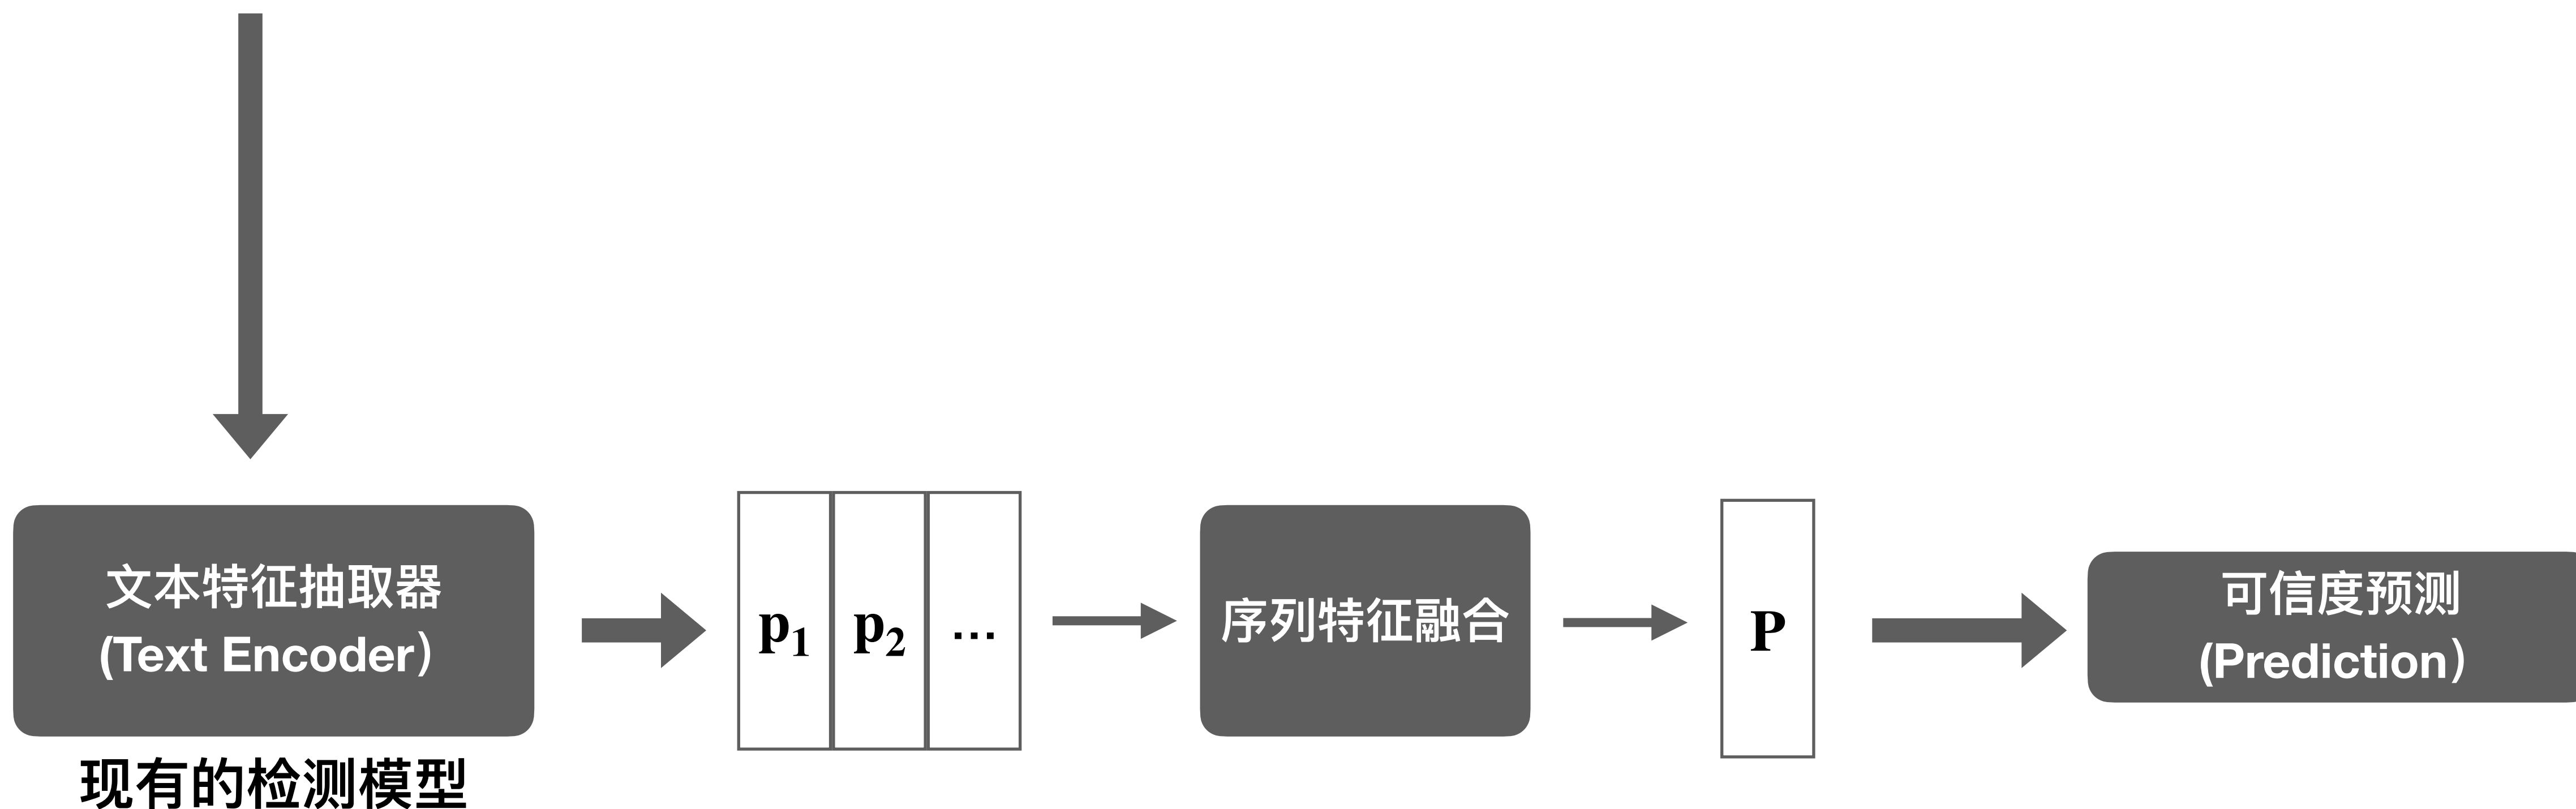 文本特征抽取器
(Text Encoder)
现有的检测模型
p1
p2
...
序列特征融合
P
可信度预测
(Prediction)